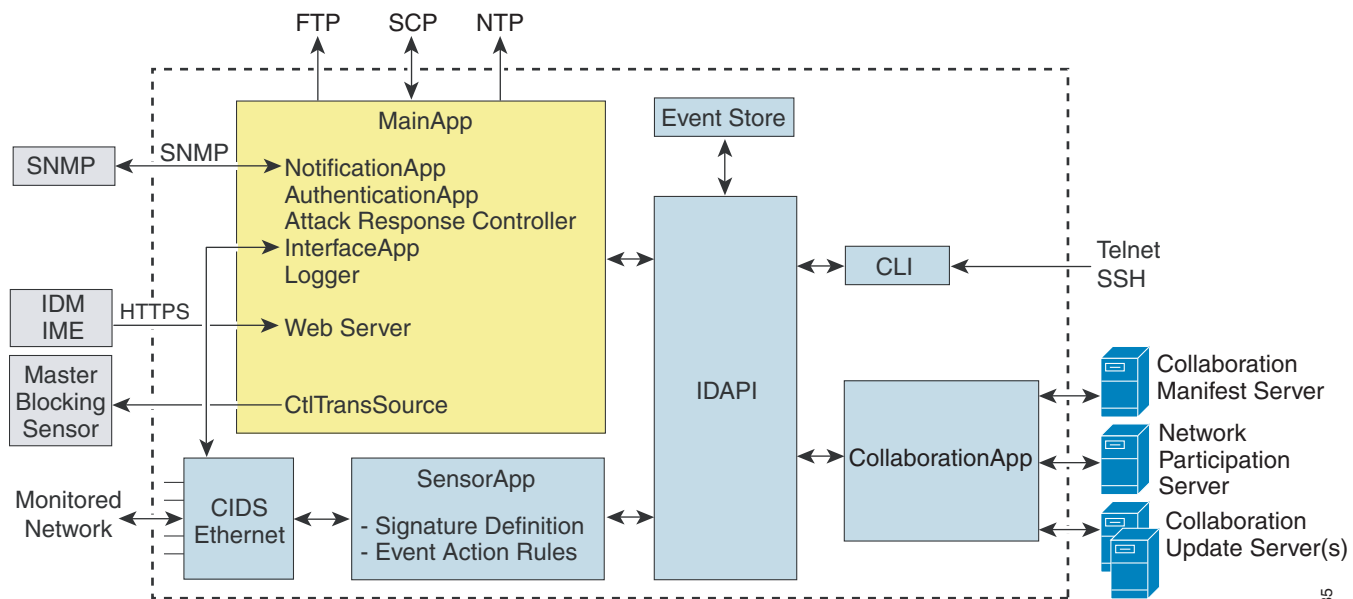 FTP
SCP
NTP
MainApp
Event Store
SNMP
SNMP
NotificationApp
AuthenticationApp
Attack Response Controller
InterfaceApp
Logger
IDM
IME
HTTPS
Web Server
Master
Blocking
Sensor
CtlTransSource
IDAPI
CLI
Telnet
SSH
CollaborationApp
Collaboration
Manifest Server
Network
Participation
Server
Collaboration
Update Server(s)
Monitored
Network
CIDS
Ethernet
SensorApp
- Signature Definition
- Event Action Rules